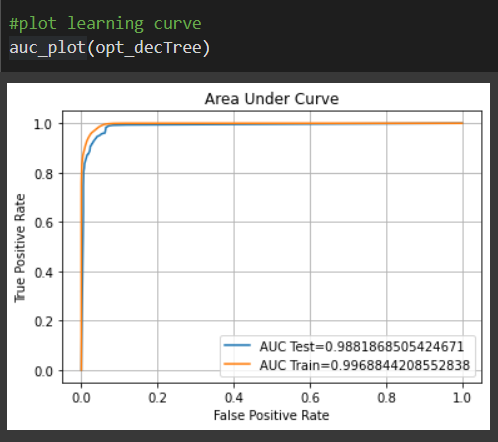 #plot learning curve
auc_plot(opt_decTree)
Area Under Curve
True Positive Rate
1.0
0.8
0.6
0.4
0.2
0.0
AUC Test=0.9881868505424671
AUC Train=0.9968844208552838
0.0 0.2 0.4 0.6 0.8 1.0
False Positive Rate